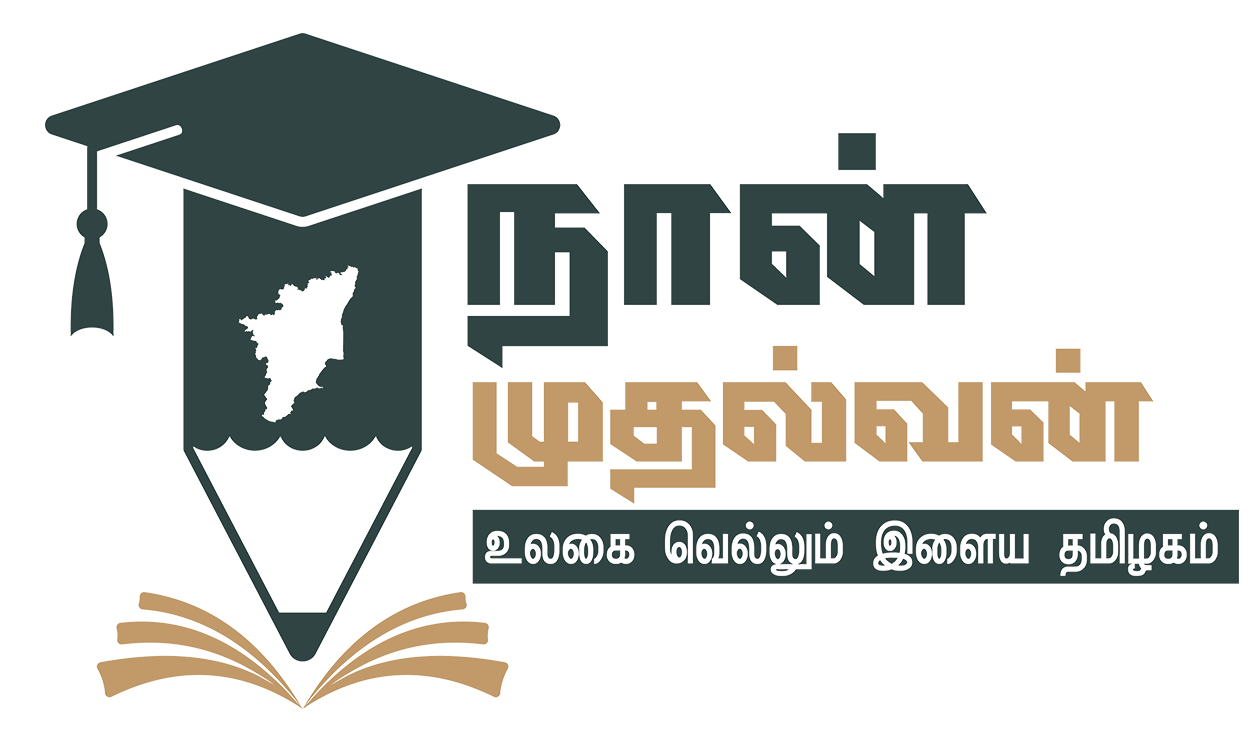 நான்
முதல்வன்
உலகை வெல்லும் இளைய தமிழகம்